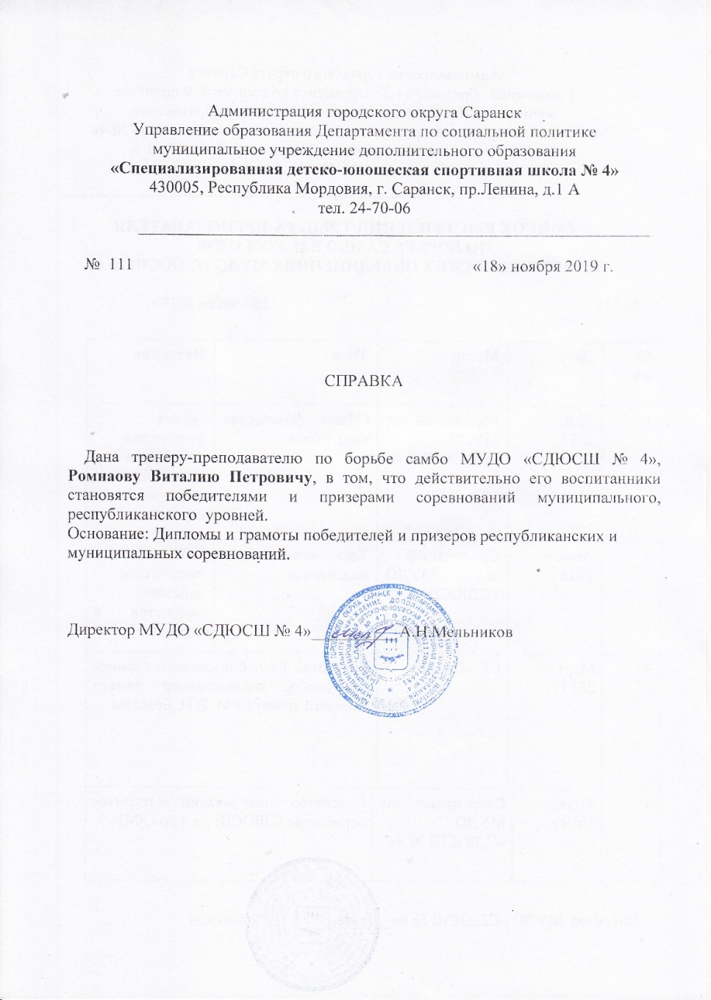 Администрация городского округа Саранск
Управление образования Департамента по социальной политике
муниципальное учреждение дополнительного образования
«Специализированная детско-юношеская спортивная школа № 4»
430005, Республика Мордовия, г. Саранск, пр.Ленина, д.1 А
тел. 24-70-06
№ 111 «18» ноября 2019 г.
СПРАВКА
Дана тренеру-преподавателю по борьбе самбо МУДО «СДЮСШ № 4»,
Ромпаову Виталию Петровичу, в том, что действительно его воспитанники
становятся победителями и призерами соревнований муниципального,
республиканского уровней.
Основание: Дипломы и грамоты победителей и призеров республиканских и
муниципальных соревнований.
Директор МУДО «СДЮСШ № 4» А.Н.Мельников